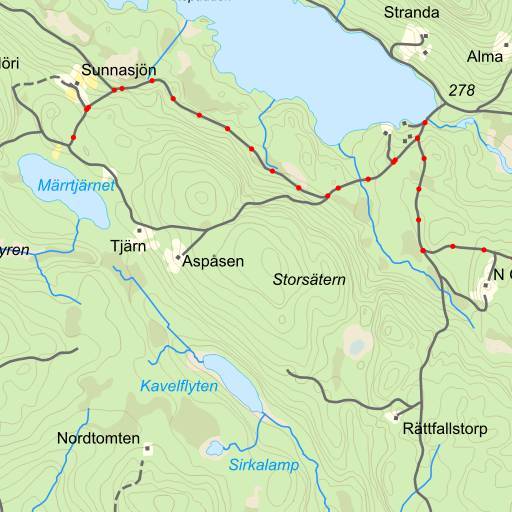 Stranda
Alma
Sunnasjön
278
Märrtjärnet
Tjärn
Aspåsen
Storsätern
Kavelflyten
Rättfallstorp
Nordtomten
Sirkalamp